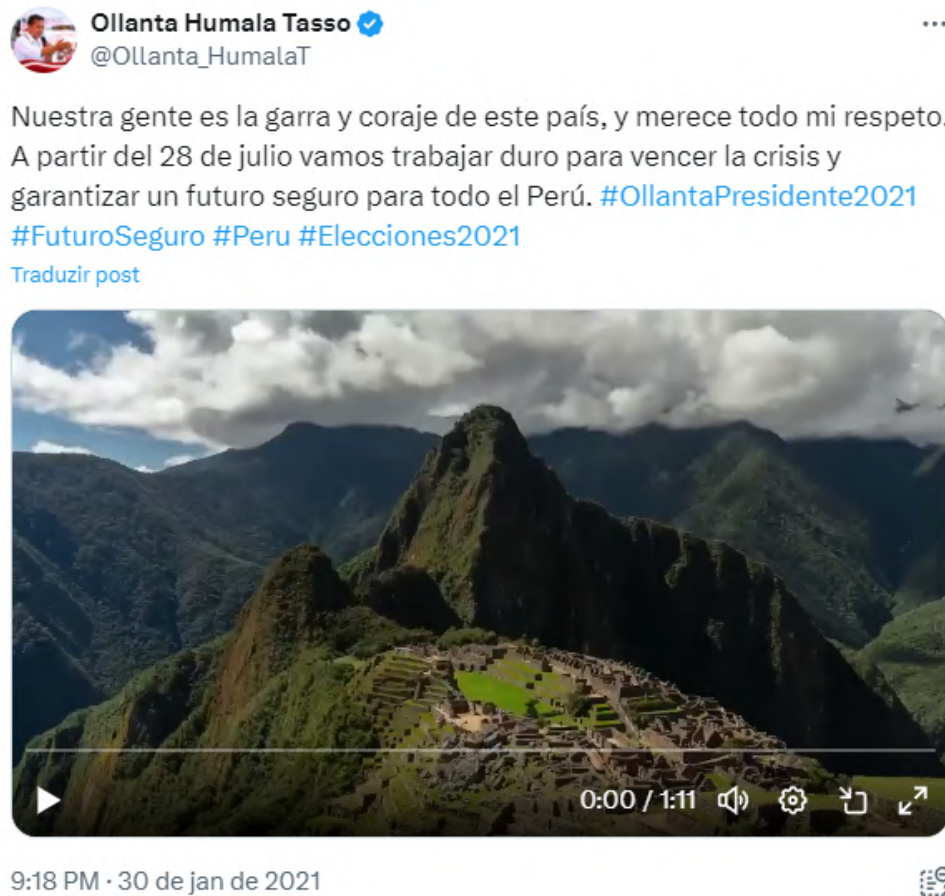 Ollanta Humala Tasso
@Ollanta_HumalaT
Nuestra gente es la garra y coraje de este país, y merece todo mi respeto.
A partir del 28 de julio vamos trabajar duro para vencer la crisis y
garantizar un futuro seguro para todo el Perú. #OllantaPresidente2021
#FuturoSeguro #Peru #Elecciones2021
Traduzir post
0:00 / 1:11
9:18 PM · 30 de jan de 2021